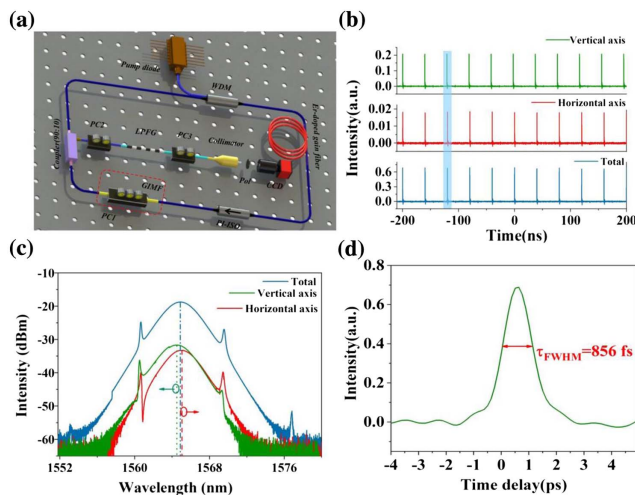 (a)
Pump diode
WDM
Er-doped gain fiber
Coupler(90:10)
PC2
LPFG
PC3
Collimator
Pol
CCD
GIMF
PC1
PI-ISO
(b)
Vertical axis
Horizontal axis
Total
Intensity(a.u.)
0.2
0.1
0.0
0.02
0.01
0.00
0.6
0.4
0.2
0.0
-200
-100
0
100
200
Time(ns)
(c)
Total
Vertical axis
Horizontal axis
Intensity (dBm)
-10
-20
-30
-40
-50
-60
1552
1560
1568
1576
Wavelength (nm)
(d)
Intensity(a.u.)
0.8
0.6
0.4
0.2
0.0
τFWHM=856 fs
-4
-3
-2
-1
0
1
2
3
4
Time delay(ps)